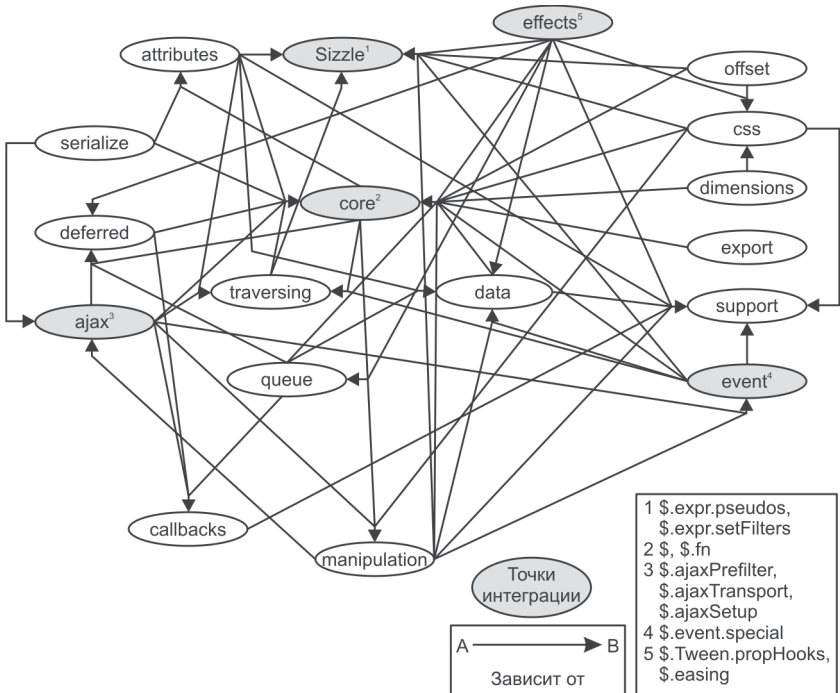 effects⁵
attributes
Sizzle¹
offset
css
serialize
dimensions
core²
deferred
export
traversing
data
support
ajax³
queue
event⁴
callbacks
manipulation
Точки
интеграции
A
B
Зависит от
1 $.expr.pseudos,
$.expr.setFilters
2 $, $.fn
3 $.ajaxPrefilter,
$.ajaxTransport,
$.ajaxSetup
4 $.event.special
5 $.Tween.propHooks,
$.easing